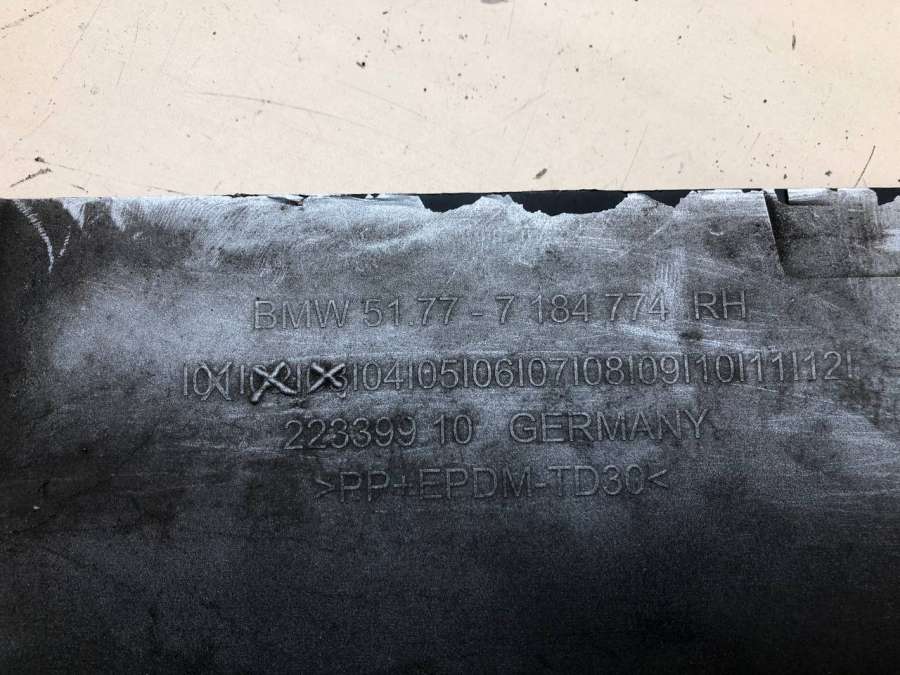 BMW 51.77 - 7 184 774 RH
|01|02|03|04|05|06|07|08|09|10|11|12|
223399 10 GERMANY
>PP+EPDM-TD30<